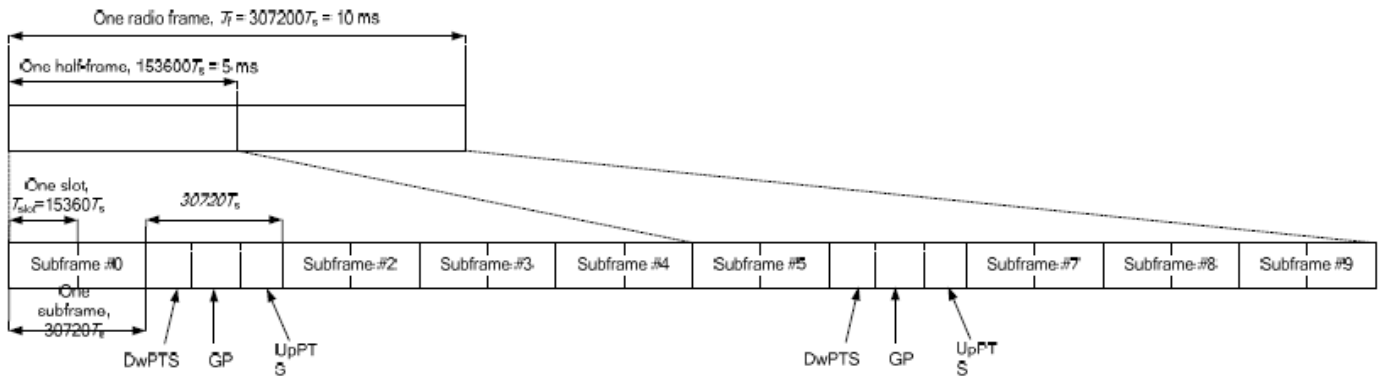 One radio frame, Tf = 307200Ts = 10 ms
One half-frame, 153600Ts = 5 ms
One slot,
Tslot=15360Ts
30720Ts
Subframe #0
Subframe #2
Subframe #3
Subframe #4
Subframe #5
Subframe #7
Subframe #8
Subframe #9
One
subframe,
30720Ts
DwPTS
GP
UpPT
S
DwPTS
GP
UpPT
S